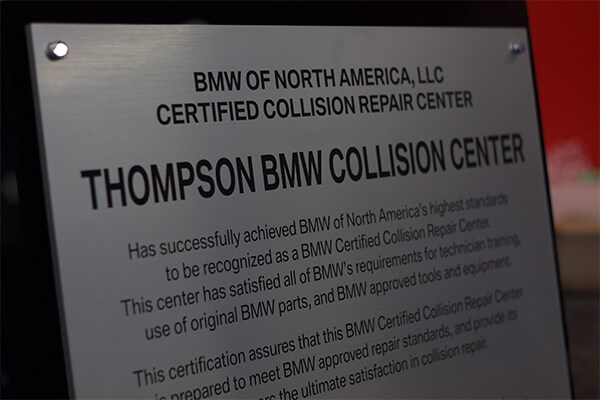 BMW OF NORTH AMERICA, LLC
CERTIFIED COLLISION REPAIR CENTER
THOMPSON BMW COLLISION CENTER
Has successfully achieved BMW of North America's highest standards
to be recognized as a BMW Certified Collision Repair Center.
This center has satisfied all of BMW's requirements for technician training,
use of original BMW parts, and BMW approved tools and equipment.
This certification assures that this BMW Certified Collision Repair Center
is prepared to meet BMW approved repair standards, and provide its
the ultimate satisfaction in collision repair.